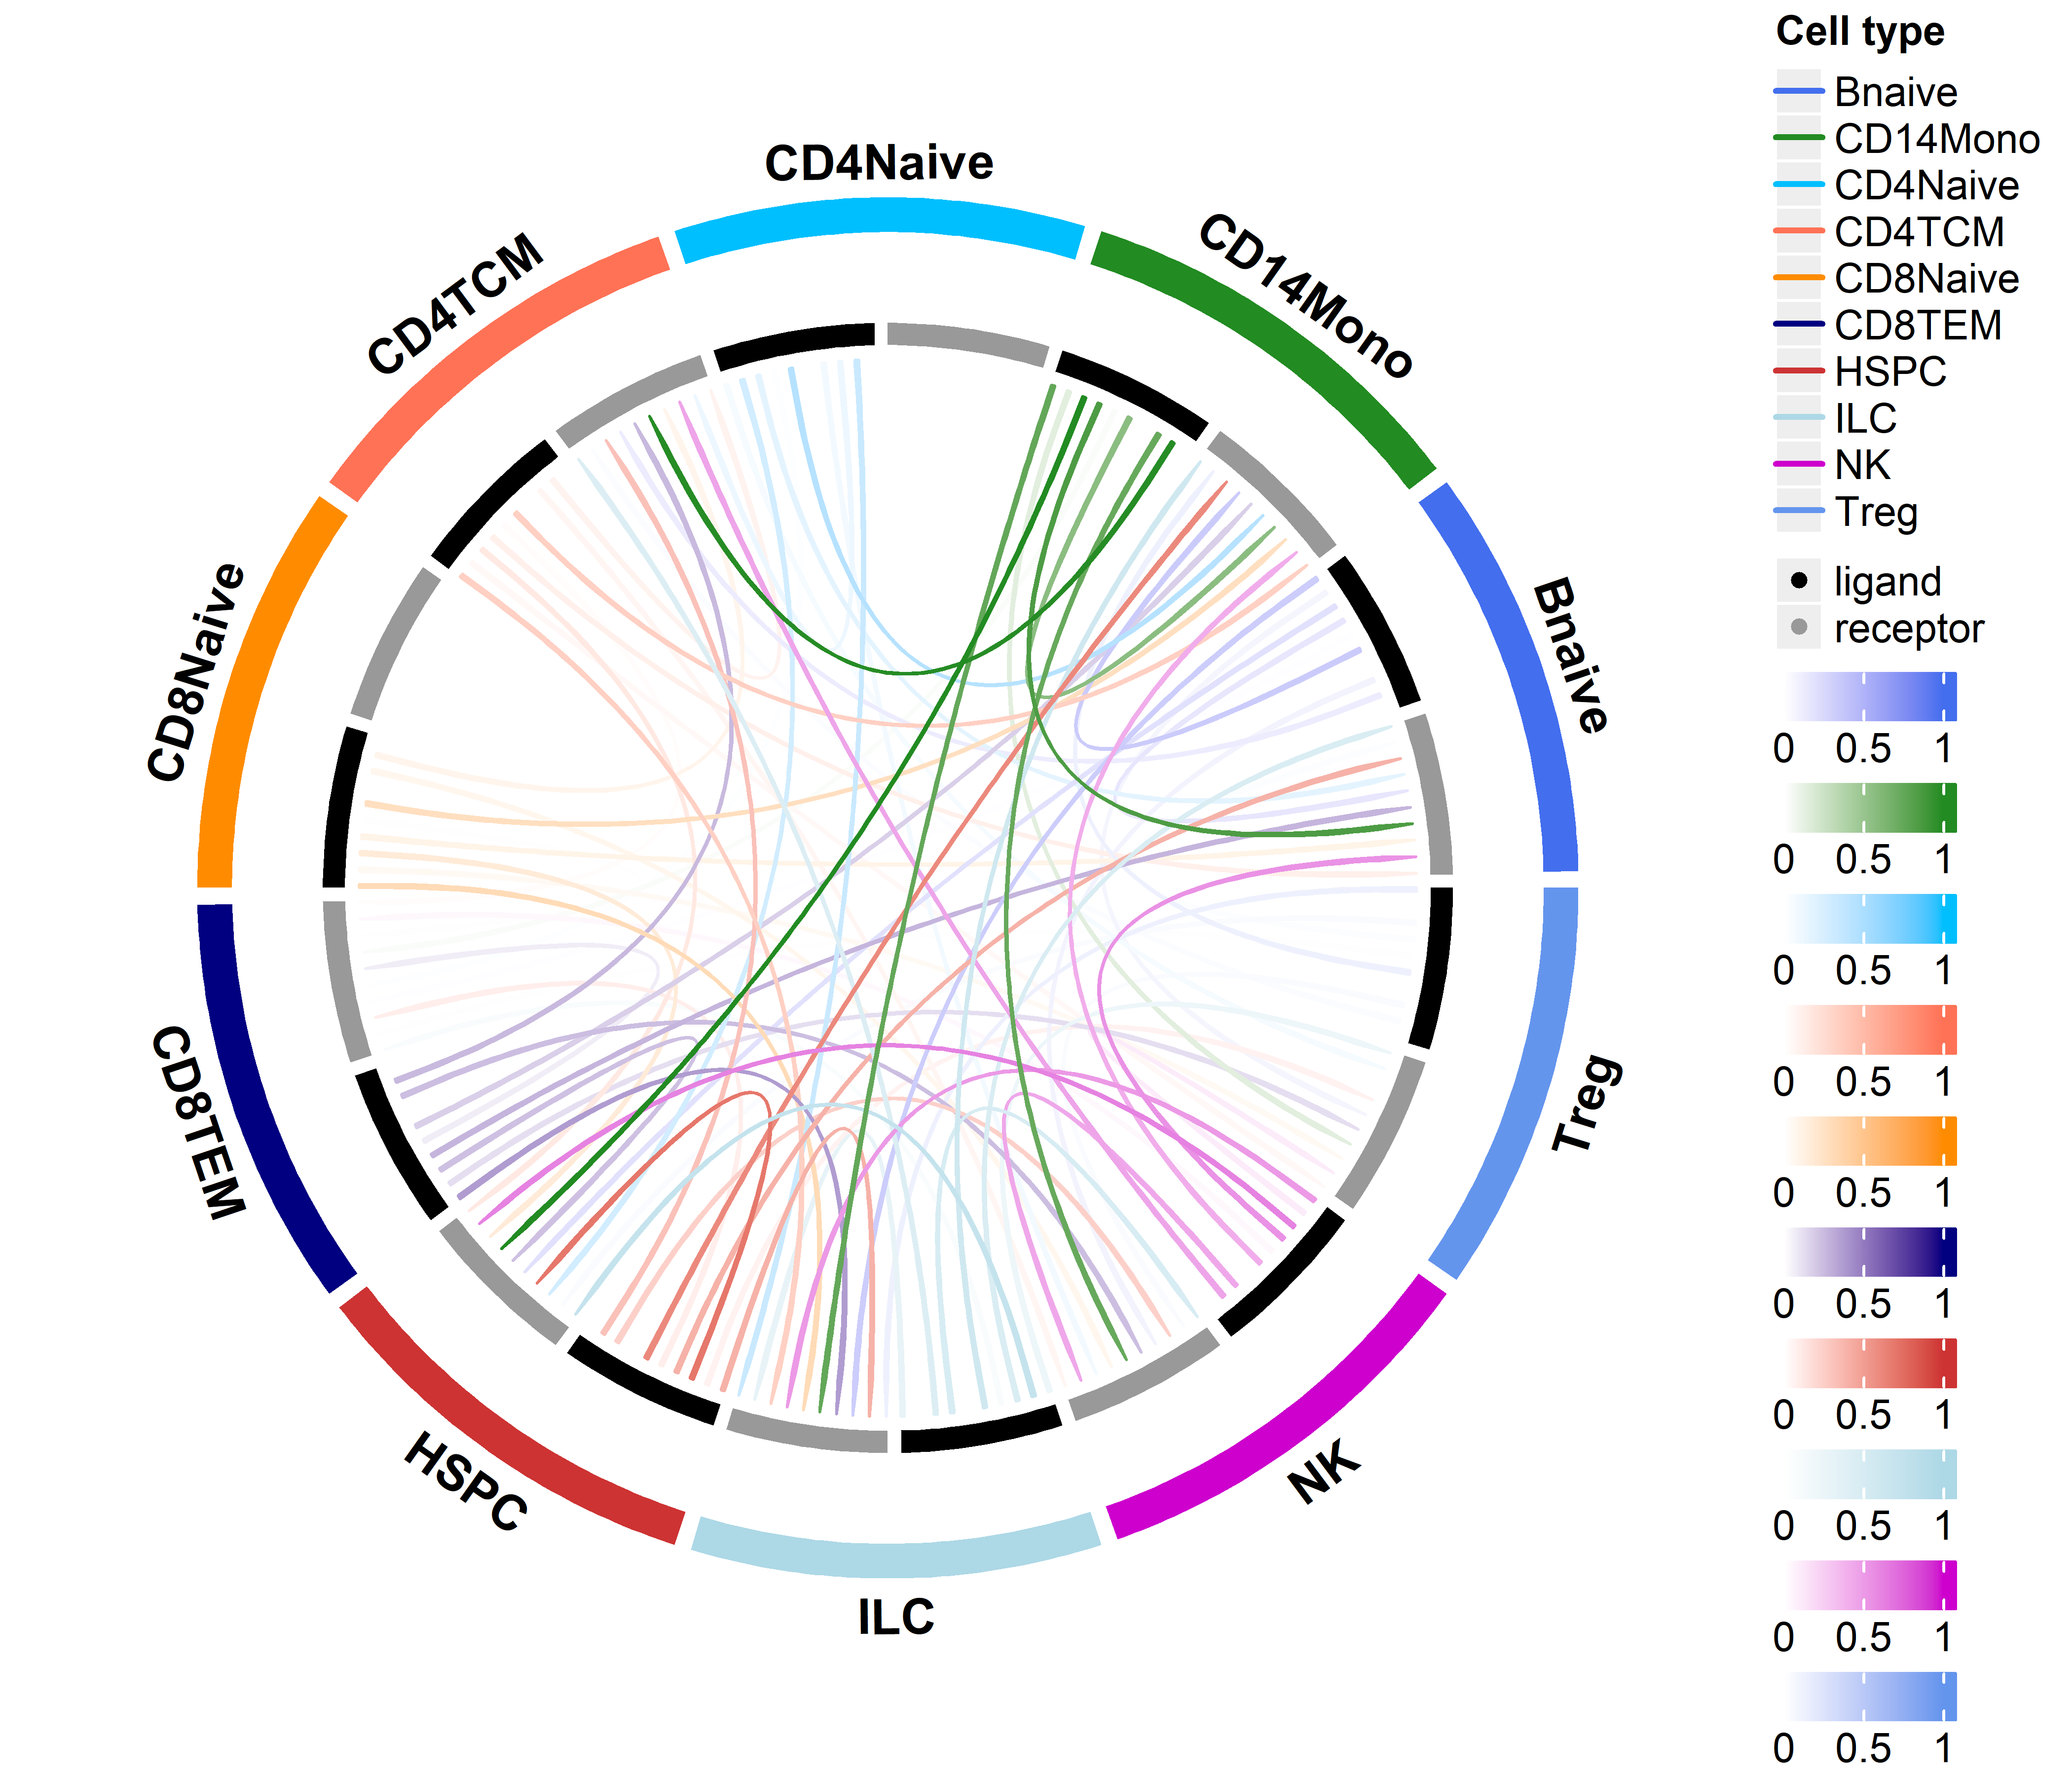 CD4Naive
CD14Mono
Bnaive
Treg
NK
ILC
HSPC
CD8TEM
CD8Naive
CD4TCM
Cell type
Bnaive
CD14Mono
CD4Naive
CD4TCM
CD8Naive
CD8TEM
HSPC
ILC
NK
Treg
ligand
receptor
0 0.5 1
0 0.5 1
0 0.5 1
0 0.5 1
0 0.5 1
0 0.5 1
0 0.5 1
0 0.5 1
0 0.5 1
0 0.5 1